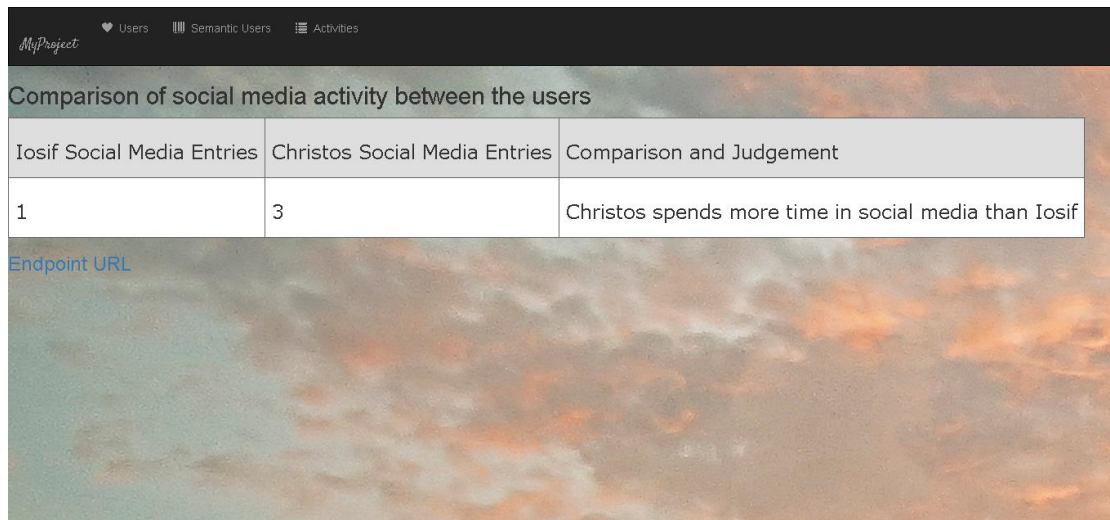 MyProject Users Semantic Users Activities
Comparison of social media activity between the users
Iosif Social Media Entries Christos Social Media Entries Comparison and Judgement
1 3 Christos spends more time in social media than Iosif
Endpoint URL